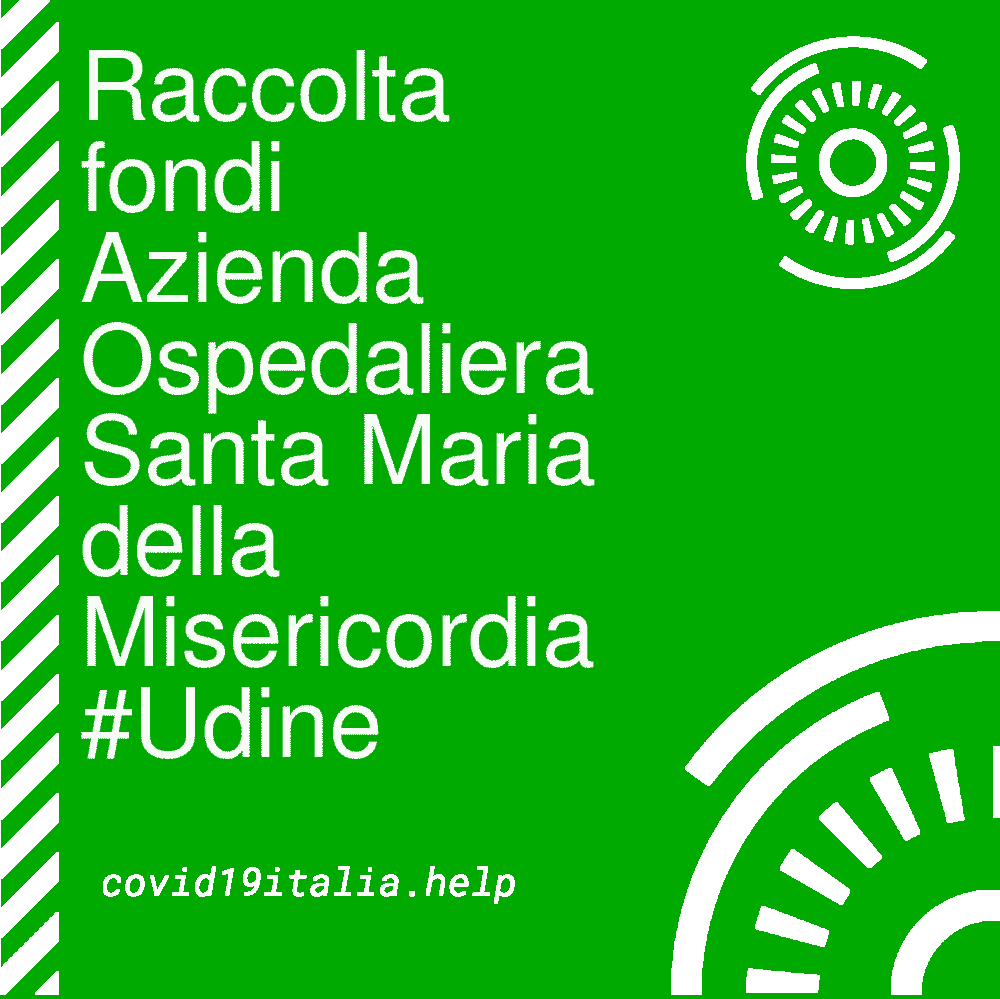 Raccolta
fondi
Azienda
Ospedaliera
Santa Maria
della
Misericordia
#Udine
covid19italia.help